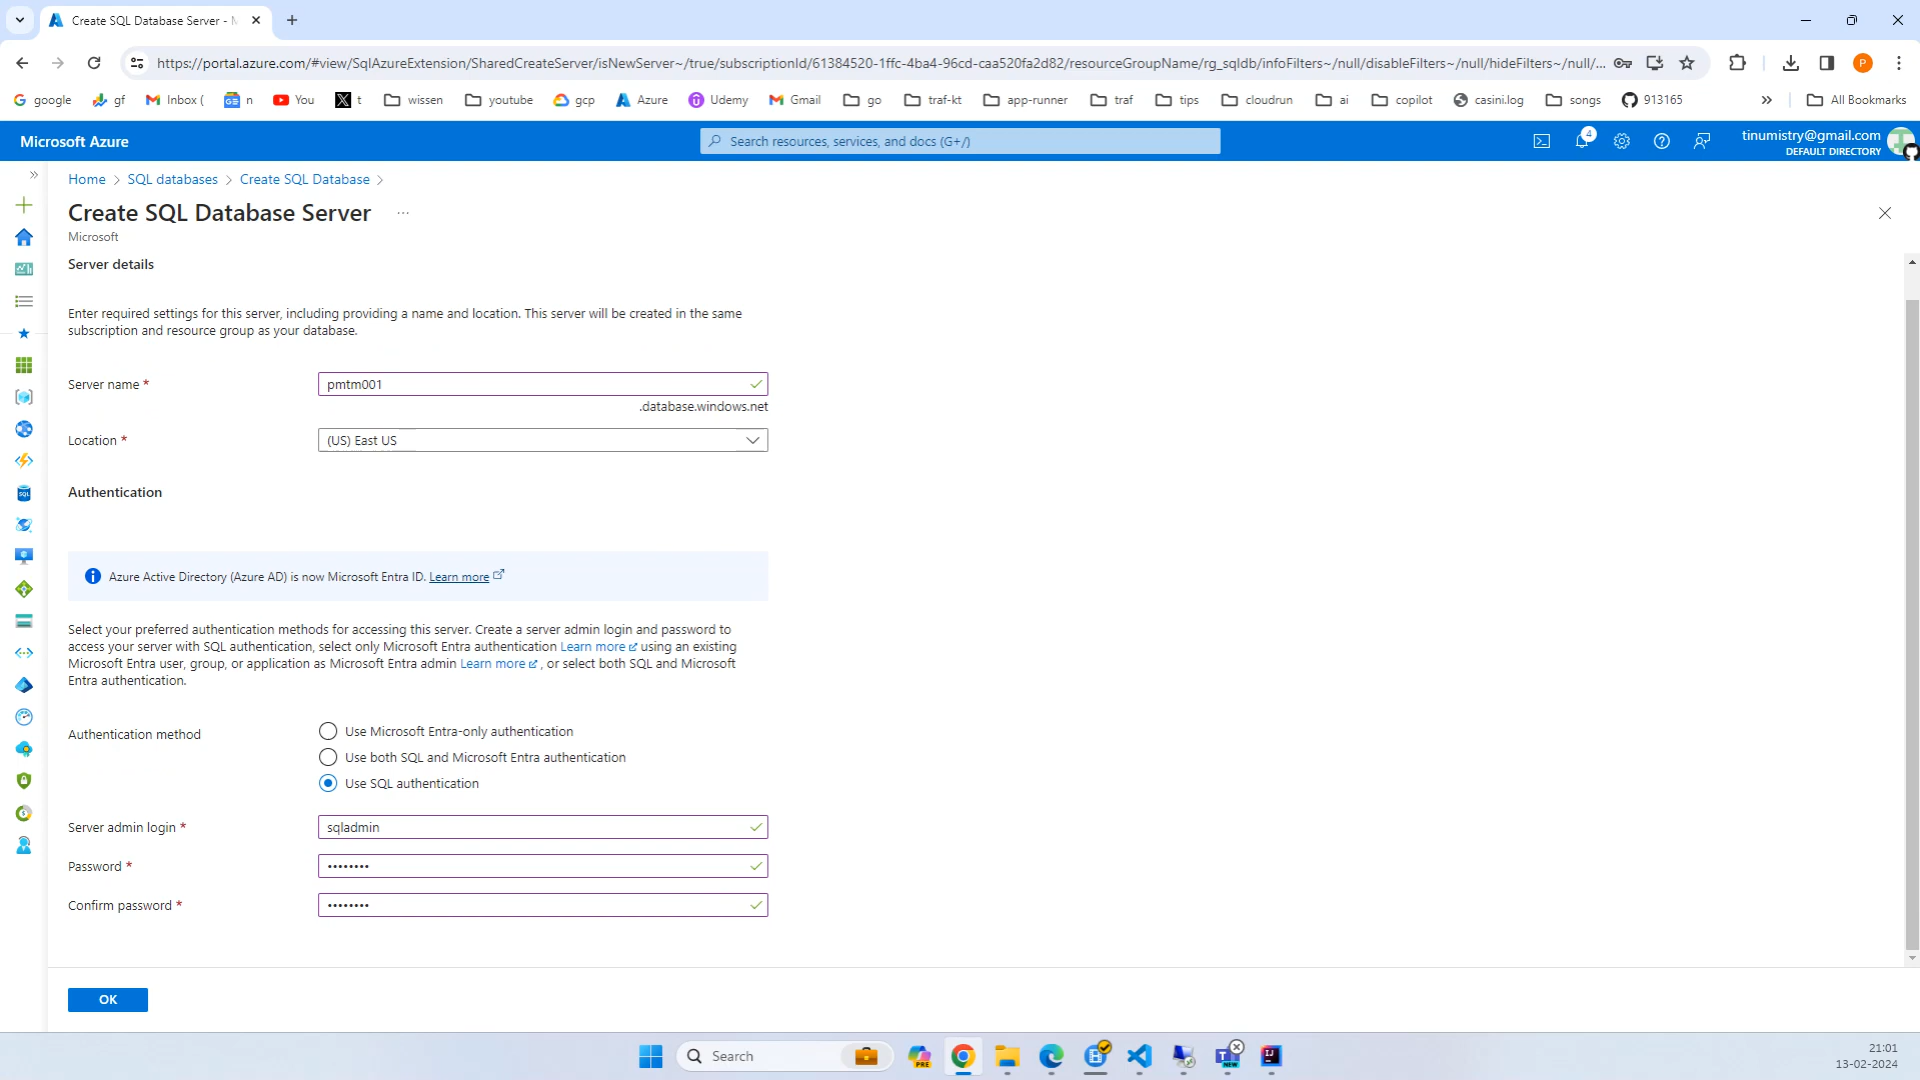 Create SQL Database Server - M
https://portal.azure.com/#view/SqlAzureExtension/SharedCreateServer/isNewServer~/true/subscriptionId/61384520-1ffc-4ba4-96cd-caa520fa2d82/resourceGroupName/rg_sqldb/infoFilters~/null/disableFilters~/null/hideFilters~/null/...
P
google
gf
Inbox (
n
You
t
wissen
youtube
gcp
Azure
Udemy
Gmail
go
traf-kt
app-runner
traf
tips
cloudrun
ai
copilot
casini.log
songs
913165
All Bookmarks
Microsoft Azure
Search resources, services, and docs (G+/)
4
tinumistry@gmail.com
DEFAULT DIRECTORY
Home > SQL databases > Create SQL Database >
Create SQL Database Server ...
Microsoft
Server details
Enter required settings for this server, including providing a name and location. This server will be created in the same
subscription and resource group as your database.
Server name *
pmtm001
.database.windows.net
Location *
(US) East US
Authentication
Azure Active Directory (Azure AD) is now Microsoft Entra ID. Learn more
Select your preferred authentication methods for accessing this server. Create a server admin login and password to
access your server with SQL authentication, select only Microsoft Entra authentication Learn more using an existing
Microsoft Entra user, group, or application as Microsoft Entra admin Learn more , or select both SQL and Microsoft
Entra authentication.
Authentication method
Use Microsoft Entra-only authentication
Use both SQL and Microsoft Entra authentication
Use SQL authentication
Server admin login *
sqladmin
Password *
••••••••
Confirm password *
••••••••
OK
Search
21:01
13-02-2024